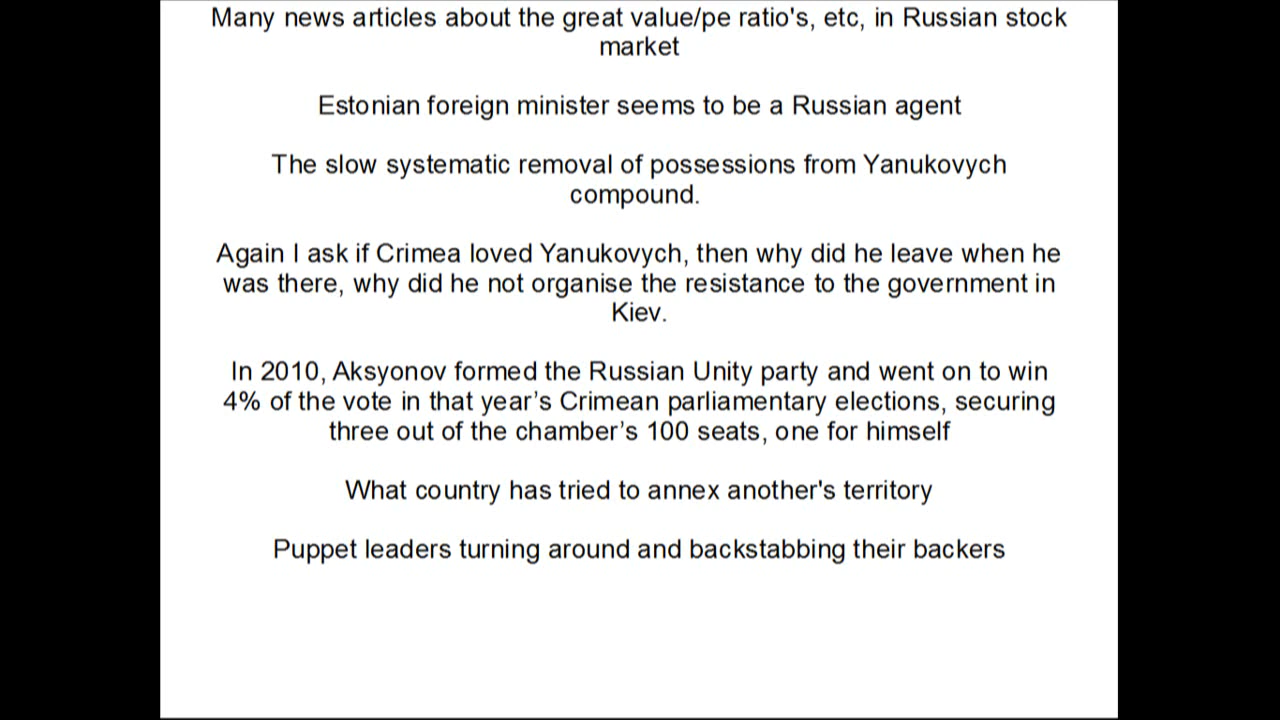 Many news articles about the great value/pe ratio's, etc, in Russian stock
market
Estonian foreign minister seems to be a Russian agent
The slow systematic removal of possessions from Yanukovych
compound.
Again I ask if Crimea loved Yanukovych, then why did he leave when he
was there, why did he not organise the resistance to the government in
Kiev.
In 2010, Aksyonov formed the Russian Unity party and went on to win
4% of the vote in that year’s Crimean parliamentary elections, securing
three out of the chamber’s 100 seats, one for himself
What country has tried to annex another's territory
Puppet leaders turning around and backstabbing their backers